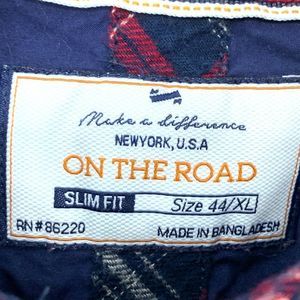 Make a difference
NEWYORK, U.S.A
ON THE ROAD
SLIM FIT Size 44/XL
RN#86220 MADE IN BANGLADESH